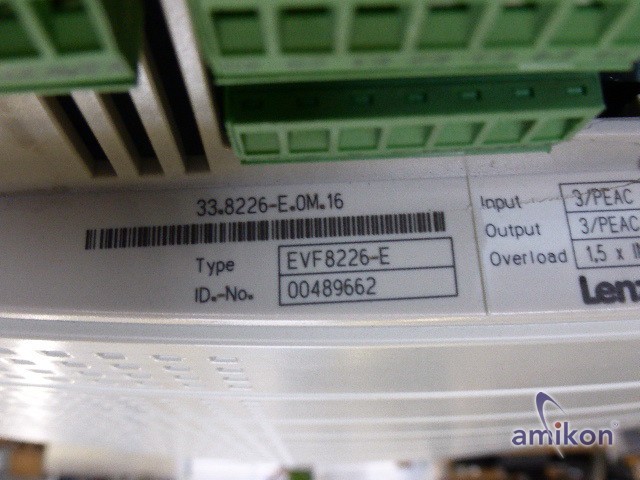 33.8226-E.0M.16
Type EVF8226-E
ID.-No. 00489662
Input 3/PEAC
Output 3/PEAC
Overload 1,5 x
amikon